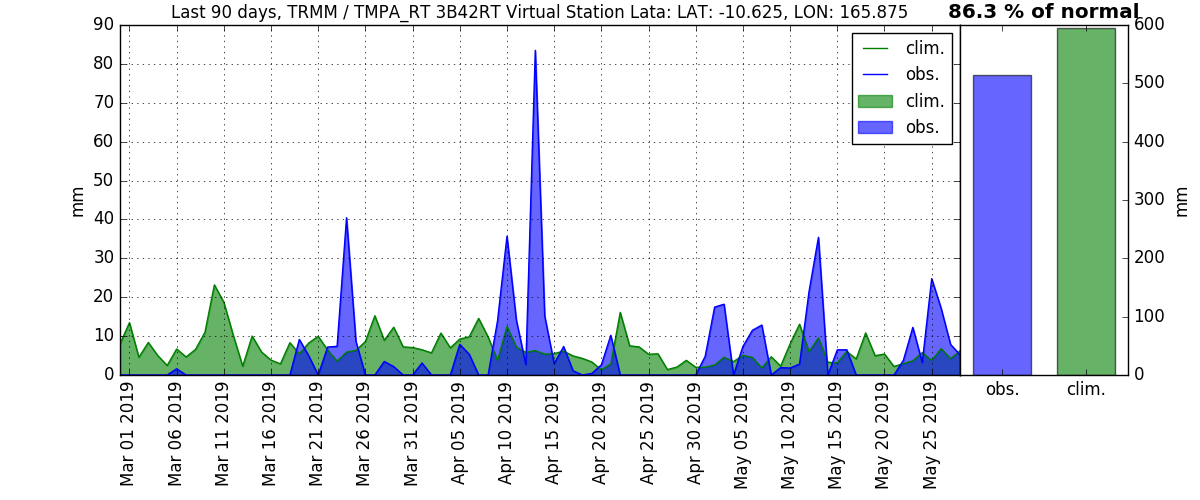 Last 90 days, TRMM / TMPA_RT 3B42RT Virtual Station Lata: LAT: -10.625, LON: 165.875
86.3 % of normal
90
80
70
60
50
40
30
20
10
0
mm
clim.
obs.
clim.
obs.
Mar 01 2019
Mar 06 2019
Mar 11 2019
Mar 16 2019
Mar 21 2019
Mar 26 2019
Mar 31 2019
Apr 05 2019
Apr 10 2019
Apr 15 2019
Apr 20 2019
Apr 25 2019
Apr 30 2019
May 05 2019
May 10 2019
May 15 2019
May 20 2019
May 25 2019
600
500
400
300
200
100
0
mm
obs.
clim.